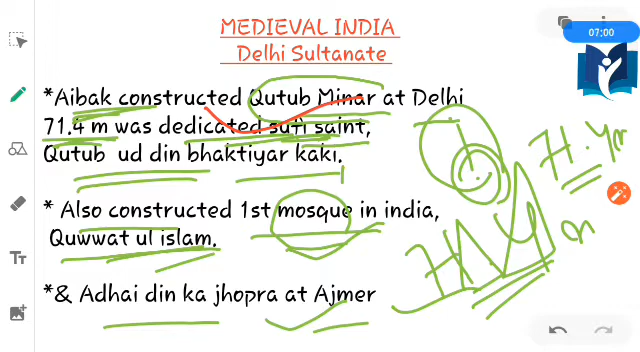 MEDIEVAL INDIA
Delhi Sultanate
07:00
*Aibak constructed Qutub Minar at Delhi
71.4 m was dedicated sufi saint,
Qutub ud din bhaktiyar kaki.
* Also constructed 1st mosque in india,
Quwwat ul islam.
*& Adhai din ka jhopra at Ajmer
Tт